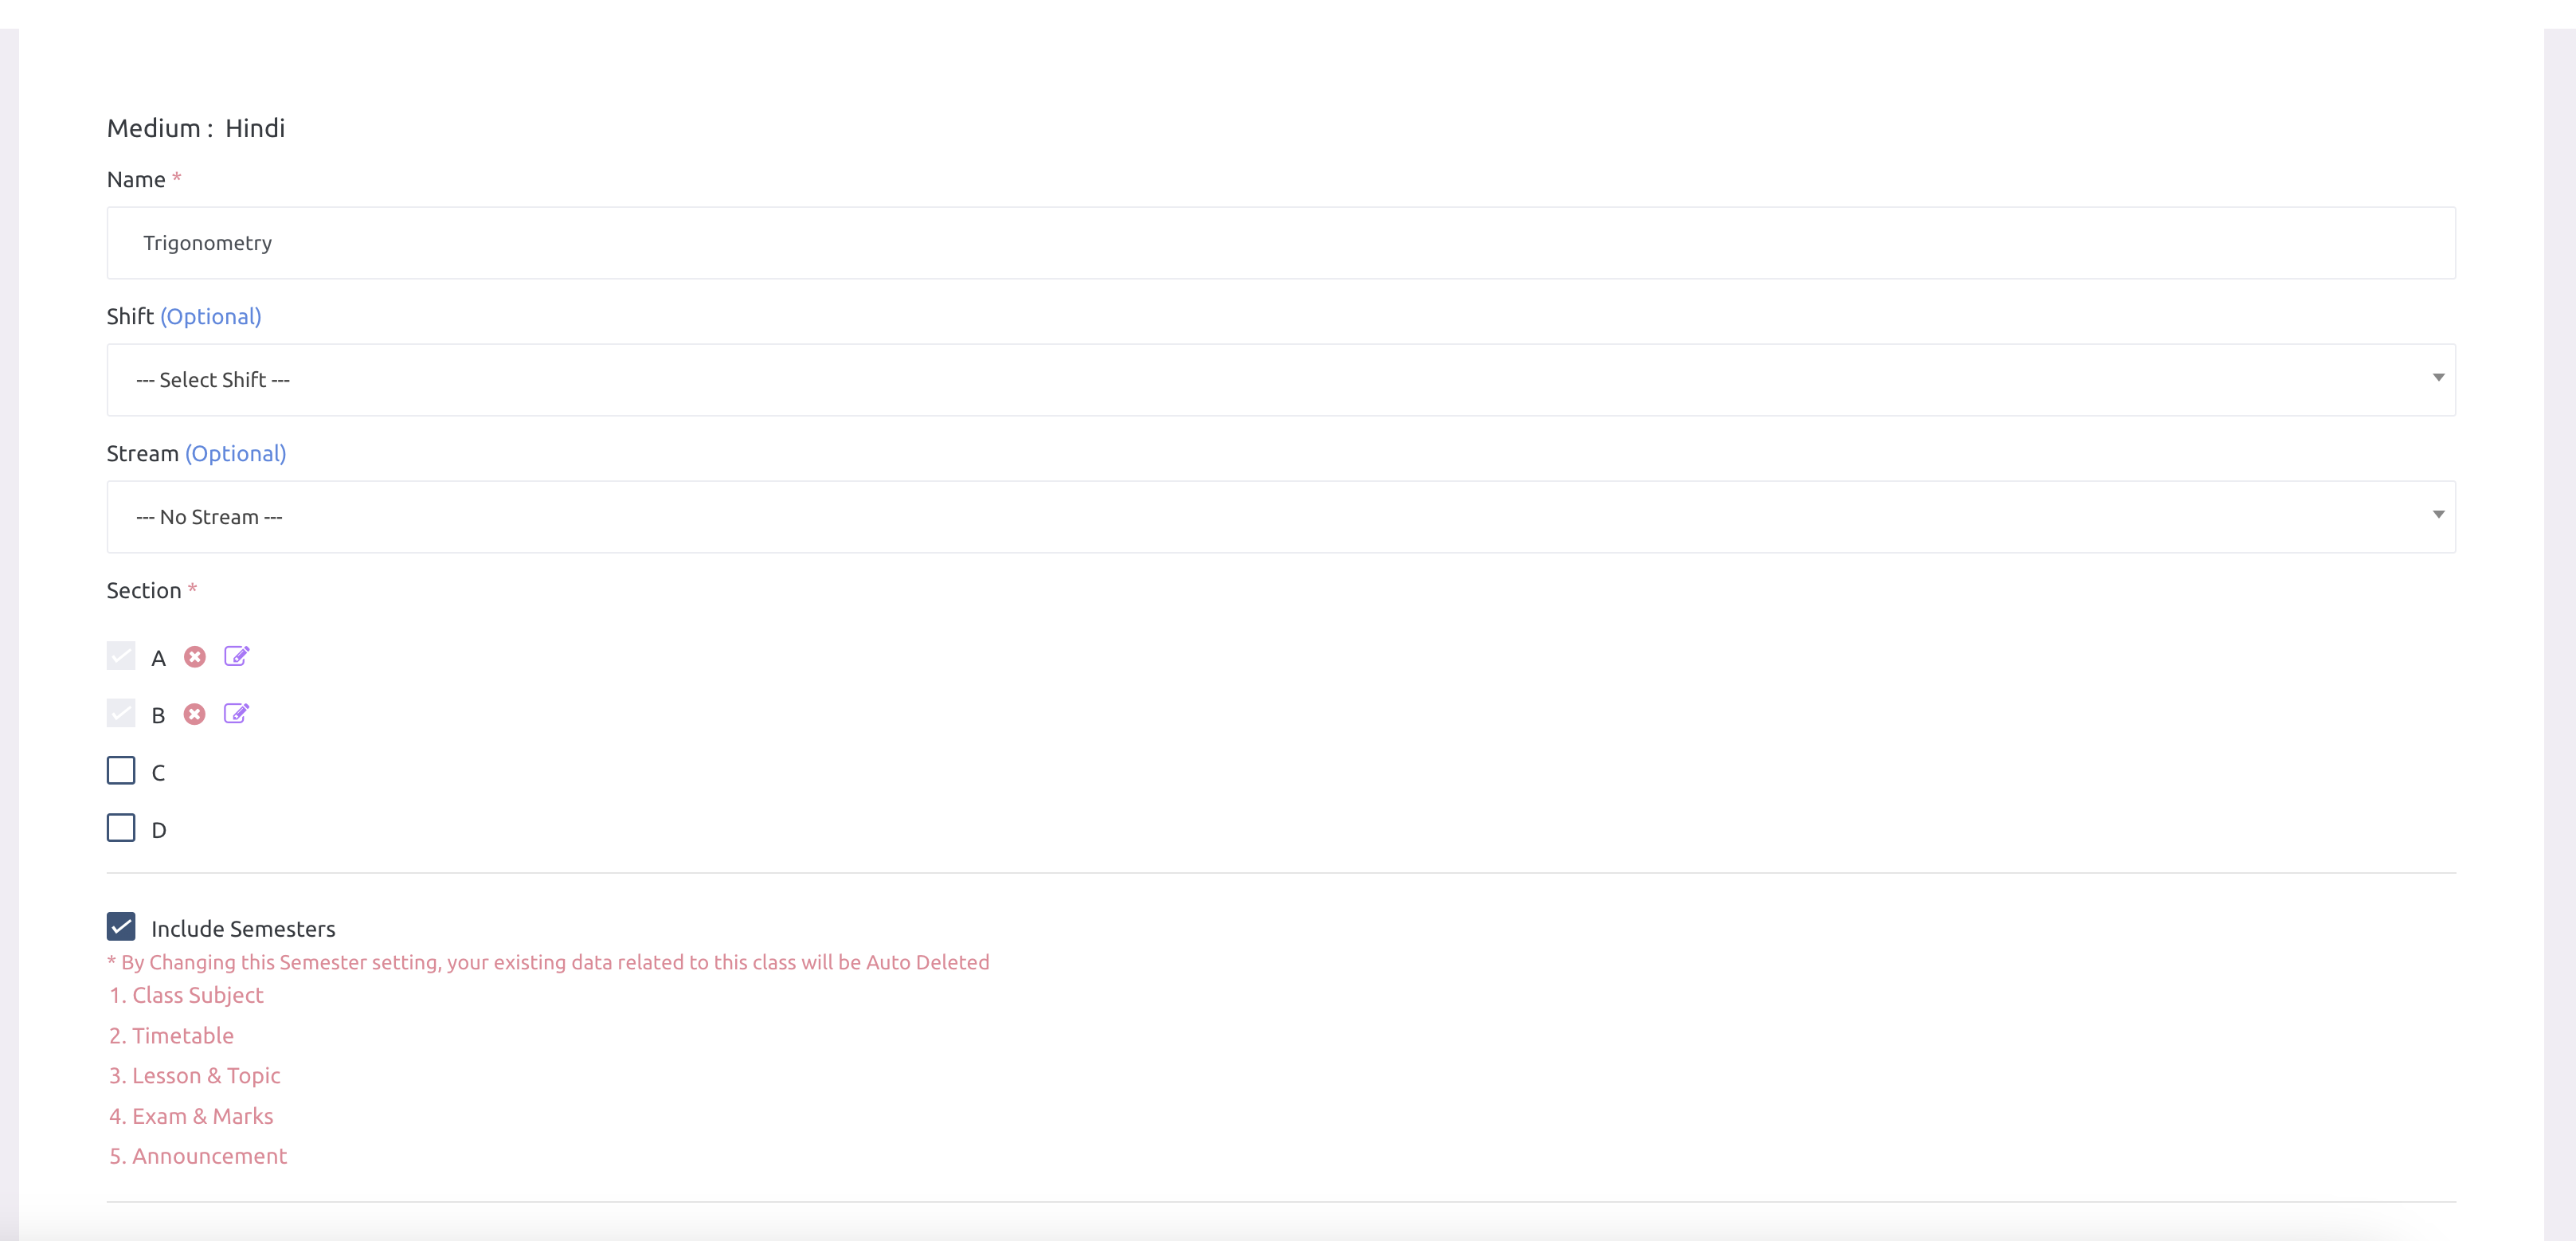 Medium : Hindi
Name *
Trigonometry
Shift (Optional)
--- Select Shift ---
Stream (Optional)
--- No Stream ---
Section *
A
B
C
D
Include Semesters
* By Changing this Semester setting, your existing data related to this class will be Auto Deleted
1. Class Subject
2. Timetable
3. Lesson & Topic
4. Exam & Marks
5. Announcement